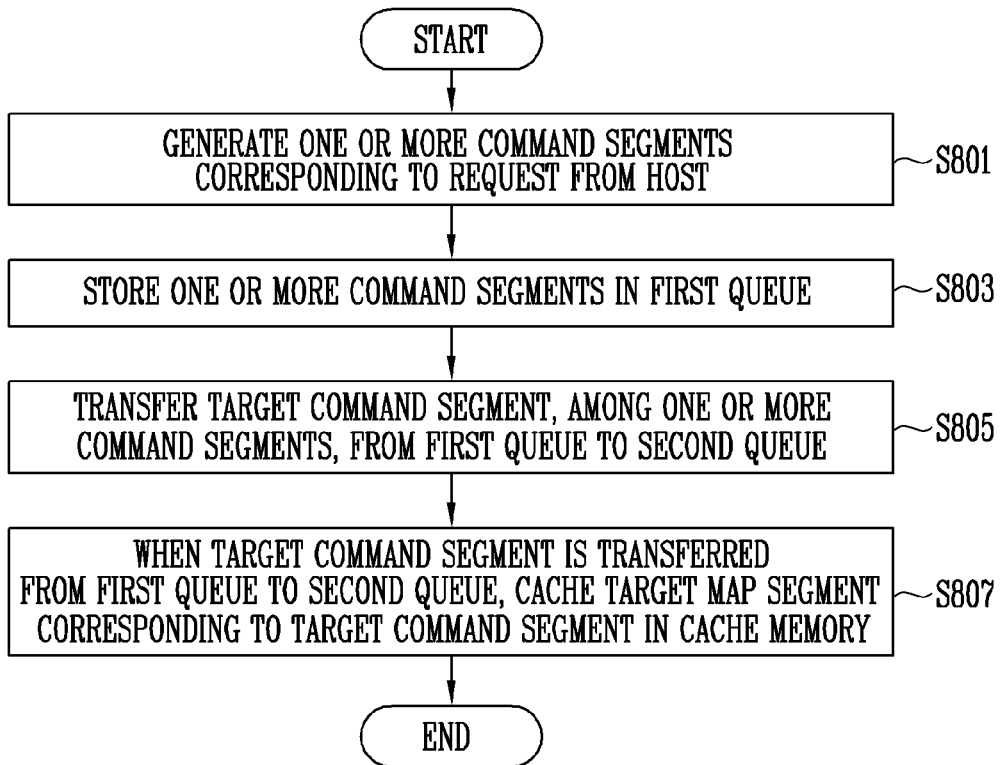 START
GENERATE ONE OR MORE COMMAND SEGMENTS
CORRESPONDING TO REQUEST FROM HOST
S801
STORE ONE OR MORE COMMAND SEGMENTS IN FIRST QUEUE
S803
TRANSFER TARGET COMMAND SEGMENT, AMONG ONE OR MORE
COMMAND SEGMENTS, FROM FIRST QUEUE TO SECOND QUEUE
S805
WHEN TARGET COMMAND SEGMENT IS TRANSFERRED
FROM FIRST QUEUE TO SECOND QUEUE, CACHE TARGET MAP SEGMENT
CORRESPONDING TO TARGET COMMAND SEGMENT IN CACHE MEMORY
S807
END